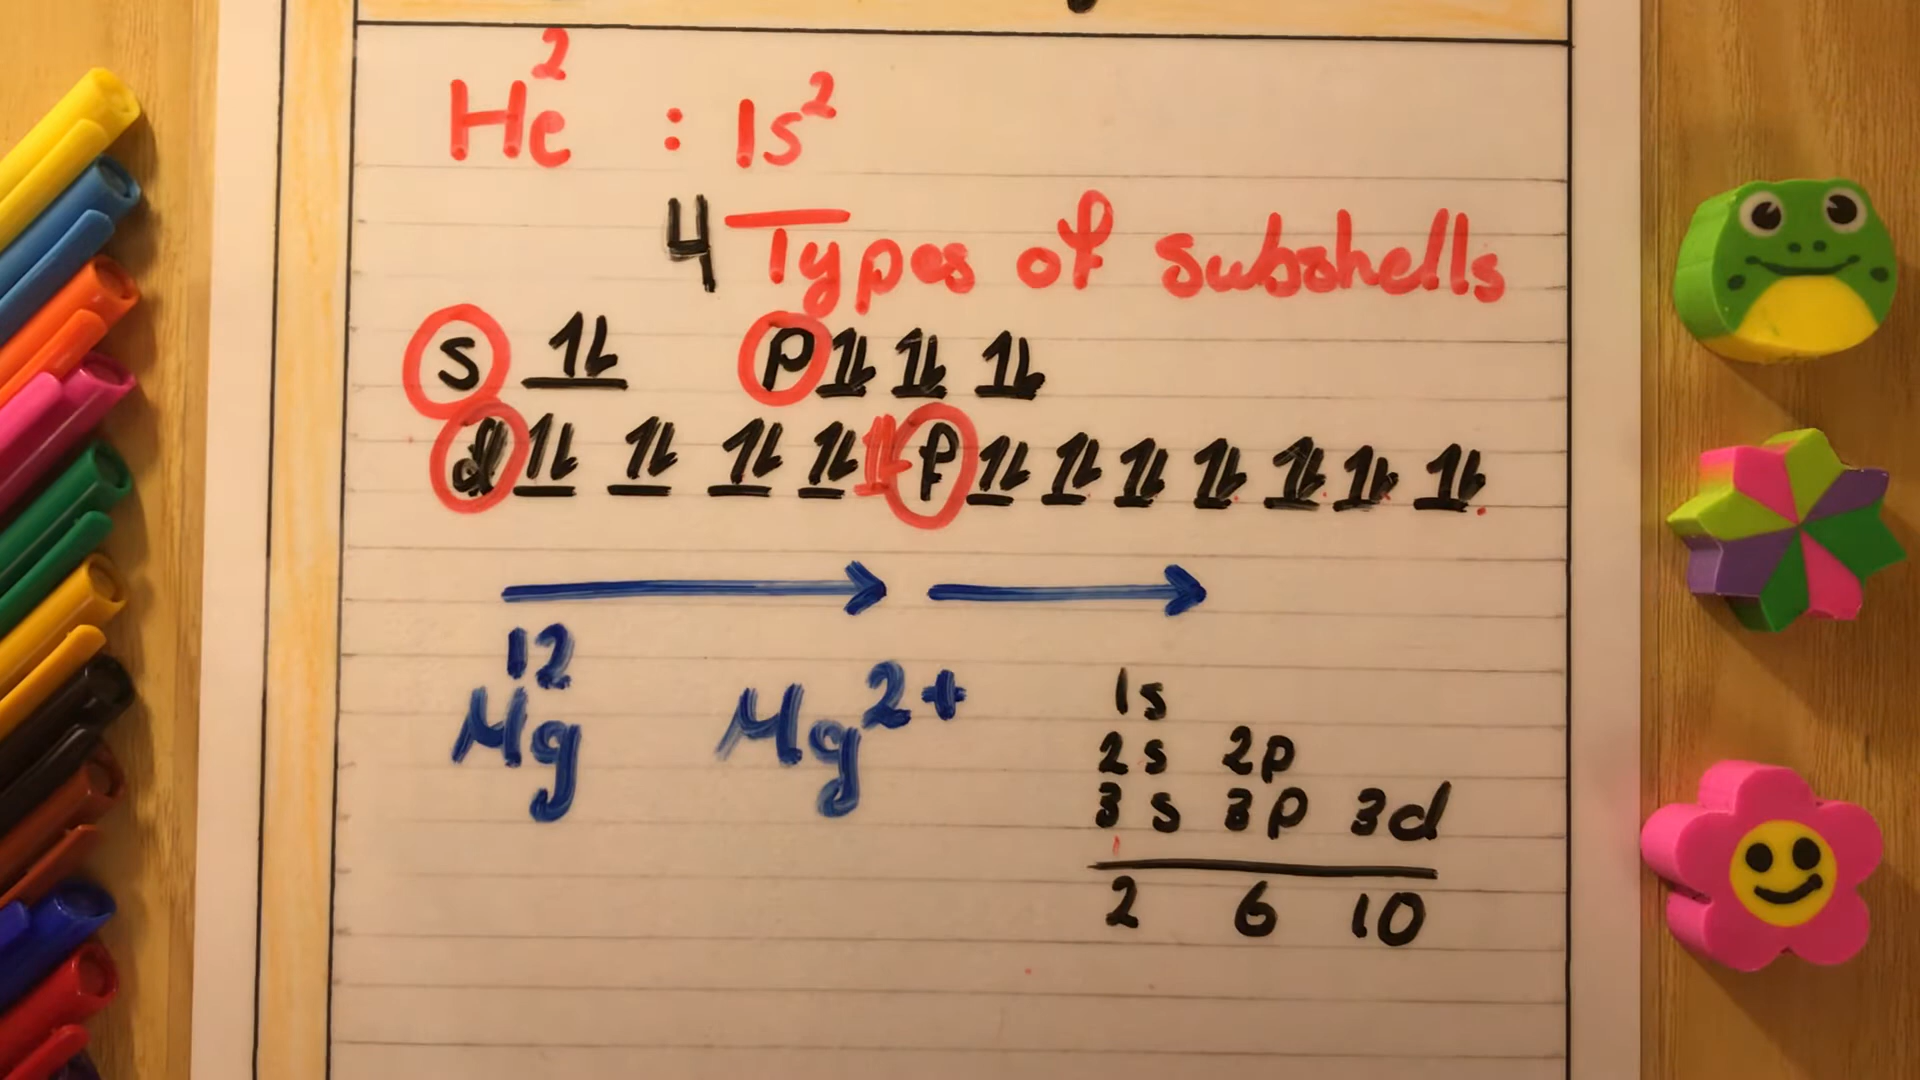 He² : 1s²
4 Types of subshells
s 1L p 1L 1L 1L
d 1L 1L 1L 1L 1L f 1L 1L 1L 1L 1L 1L 1L
Mg¹² Mg²⁺
1s
2s 2p
3s 3p 3d
2 6 10